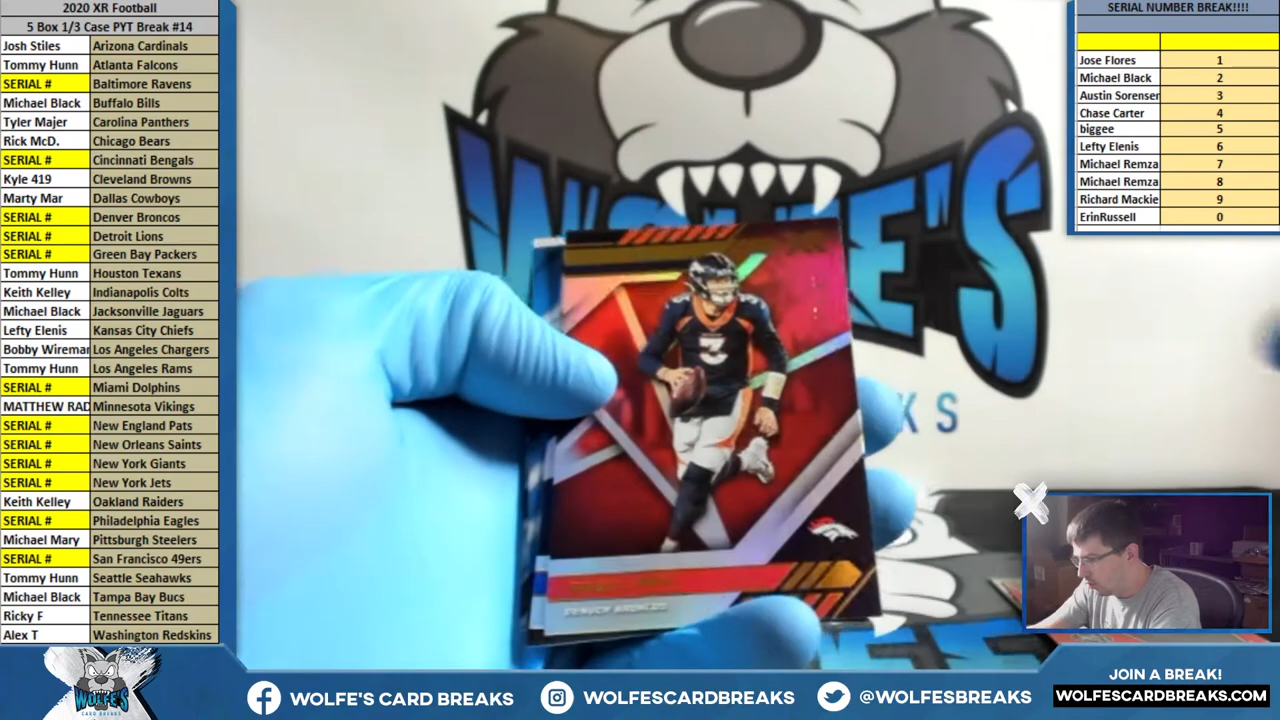 2020 XR Football
5 Box 1/3 Case PYT Break #14
Josh Stiles Arizona Cardinals
Tommy Hunn Atlanta Falcons
SERIAL # Baltimore Ravens
Michael Black Buffalo Bills
Tyler Majer Carolina Panthers
Rick McD. Chicago Bears
SERIAL # Cincinnati Bengals
Kyle 419 Cleveland Browns
Marty Mar Dallas Cowboys
SERIAL # Denver Broncos
SERIAL # Detroit Lions
SERIAL # Green Bay Packers
Tommy Hunn Houston Texans
Keith Kelley Indianapolis Colts
Michael Black Jacksonville Jaguars
Lefty Elenis Kansas City Chiefs
Bobby Wireman Los Angeles Chargers
Tommy Hunn Los Angeles Rams
SERIAL # Miami Dolphins
MATTHEW RAD Minnesota Vikings
SERIAL # New England Pats
SERIAL # New Orleans Saints
SERIAL # New York Giants
SERIAL # New York Jets
Keith Kelley Oakland Raiders
SERIAL # Philadelphia Eagles
Michael Mary Pittsburgh Steelers
SERIAL # San Francisco 49ers
Tommy Hunn Seattle Seahawks
Michael Black Tampa Bay Bucs
Ricky F Tennessee Titans
Alex T Washington Redskins
SERIAL NUMBER BREAK!!!!
Jose Flores 1
Michael Black 2
Austin Sorensen 3
Chase Carter 4
biggee 5
Lefty Elenis 6
Michael Remza 7
Michael Remza 8
Richard Mackie 9
ErinRussell 0
WOLFE'S
KS
3
DENVER BRONCOS
WOLFE'S
CARD BREAKS
WOLFE'S CARD BREAKS
WOLFESCARDBREAKS
@WOLFESBREAKS
JOIN A BREAK!
WOLFESCARDBREAKS.COM